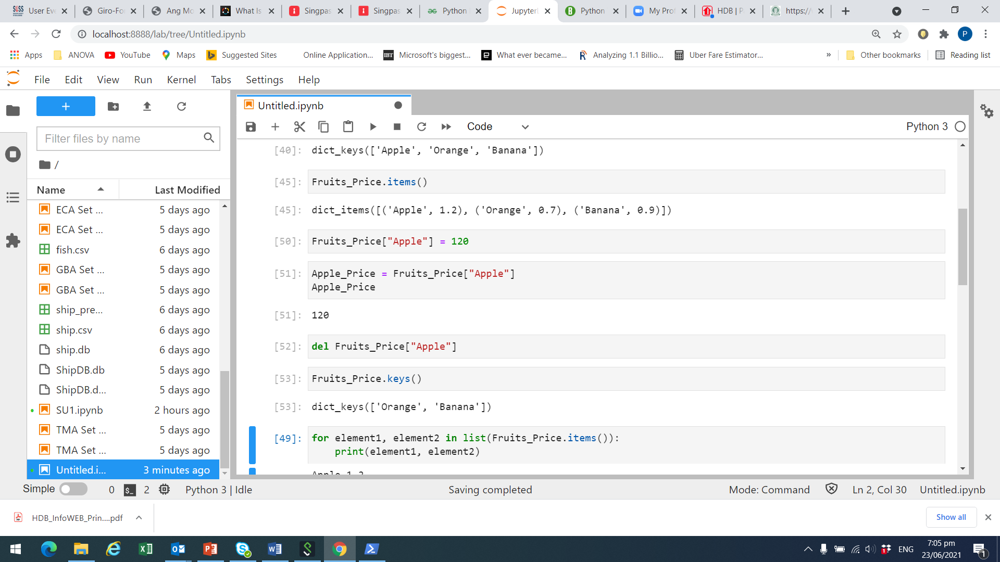 SUSS User Eve
Giro-Fo
Ang Mo
What Is
Singpas
Singpas
Python
Jupyter
Python
My Prof
HDB | P
https://
localhost:8888/lab/tree/Untitled.ipynb
P
Apps ANOVA YouTube Maps Suggested Sites Online Application... IBT Microsoft's biggest... What ever became... Analyzing 1.1 Billio... Uber Fare Estimator... » Other bookmarks Reading list
File Edit View Run Kernel Tabs Settings Help
Untitled.ipynb
Filter files by name
Code
Python 3
/
Name Last Modified
ECA Set ... 5 days ago
ECA Set ... 5 days ago
fish.csv 6 days ago
GBA Set ... 5 days ago
GBA Set ... 5 days ago
ship_pre... 6 days ago
ship.csv 6 days ago
ship.db 6 days ago
ShipDB.db 5 days ago
ShipDB.d... 5 days ago
SU1.ipynb 2 hours ago
TMA Set ... 5 days ago
TMA Set ... 5 days ago
Untitled.i... 3 minutes ago
[40]: dict_keys(['Apple', 'Orange', 'Banana'])
[45]: Fruits_Price.items()
[45]: dict_items([('Apple', 1.2), ('Orange', 0.7), ('Banana', 0.9)])
[50]: Fruits_Price["Apple"] = 120
[51]: Apple_Price = Fruits_Price["Apple"]
Apple_Price
[51]: 120
[52]: del Fruits_Price["Apple"]
[53]: Fruits_Price.keys()
[53]: dict_keys(['Orange', 'Banana'])
[49]: for element1, element2 in list(Fruits_Price.items()):
print(element1, element2)
Apple 1.2
Simple 0 $_ 2 Python 3 | Idle Saving completed Mode: Command Ln 2, Col 30 Untitled.ipynb
HDB_InfoWEB_Prin....pdf
Show all
ENG
7:05 pm
23/06/2021
1